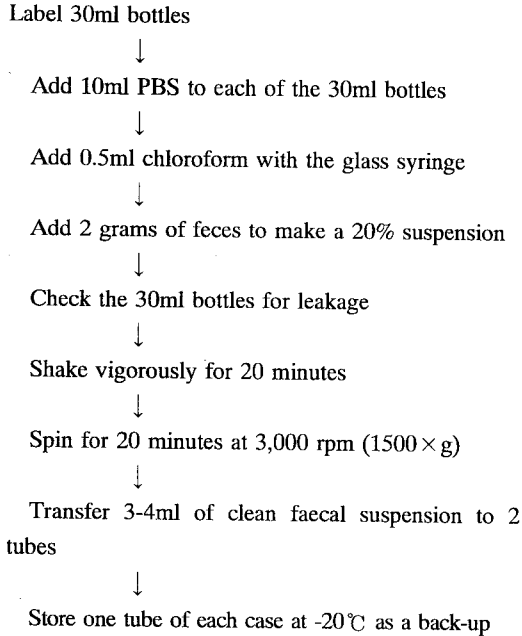 Label 30ml bottles
↓
Add 10ml PBS to each of the 30ml bottles
↓
Add 0.5ml chloroform with the glass syringe
↓
Add 2 grams of feces to make a 20% suspension
↓
Check the 30ml bottles for leakage
↓
Shake vigorously for 20 minutes
↓
Spin for 20 minutes at 3,000 rpm (1500×g)
↓
Transfer 3-4ml of clean faecal suspension to 2
tubes
↓
Store one tube of each case at -20℃ as a back-up